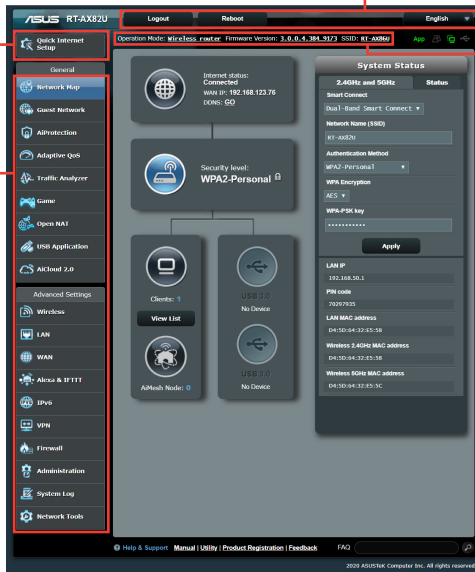 ASUS RT-AX82U Logout Reboot English
Operation Mode: Wireless router Firmware Version: 3.0.0.4.384_9173 SSID: RT-AX86U App
Quick Internet
Setup
General
Network Map
Guest Network
AiProtection
Adaptive QoS
Traffic Analyzer
Game
Open NAT
USB Application
AiCloud 2.0
Advanced Settings
Wireless
LAN
WAN
Alexa & IFTTT
IPv6
VPN
Firewall
Administration
System Log
Network Tools
Internet status:
Connected
WAN IP: 192.168.123.76
DDNS: GO
Security level:
WPA2-Personal
Clients: 1
View List
AiMesh Node: 0
USB 3.0
No Device
USB 3.0
No Device
System Status
2.4GHz and 5GHz Status
Smart Connect
Dual-Band Smart Connect
Network Name (SSID)
RT-AX82U
Authentication Method
WPA2-Personal
WPA Encryption
AES
WPA-PSK key
Apply
LAN IP
192.168.50.1
PIN code
70297935
LAN MAC address
D4:5D:64:32:E5:58
Wireless 2.4GHz MAC address
D4:5D:64:32:E5:58
Wireless 5GHz MAC address
D4:5D:64:32:E5:5C
Help & Support Manual | Utility | Product Registration | Feedback FAQ
2020 ASUSTeK Computer Inc. All rights reserved